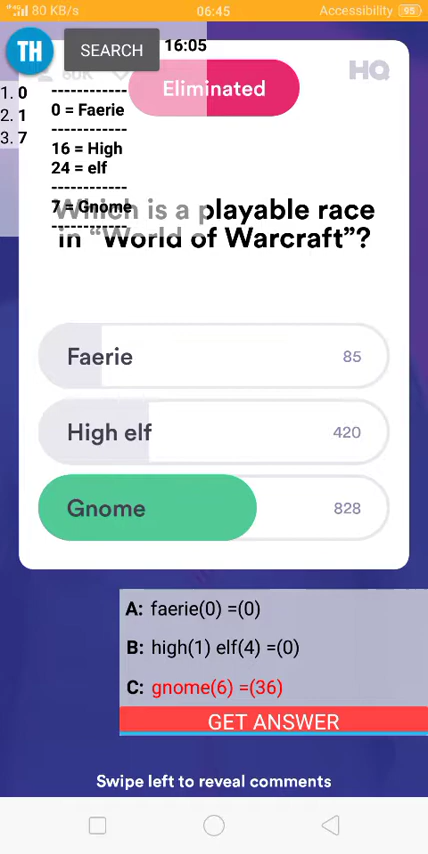 80 KB/s
06:45
Accessibility
95
TH
SEARCH
16:05
60K
Eliminated
HQ
1. 0
2. 1
3. 7
------------
0 = Faerie
------------
16 = High
24 = elf
------------
7 = Gnome
------------
Which is a playable race
in “World of Warcraft”?
Faerie
85
High elf
420
Gnome
828
A: faerie(0) =(0)
B: high(1) elf(4) =(0)
C: gnome(6) =(36)
GET ANSWER
Swipe left to reveal comments